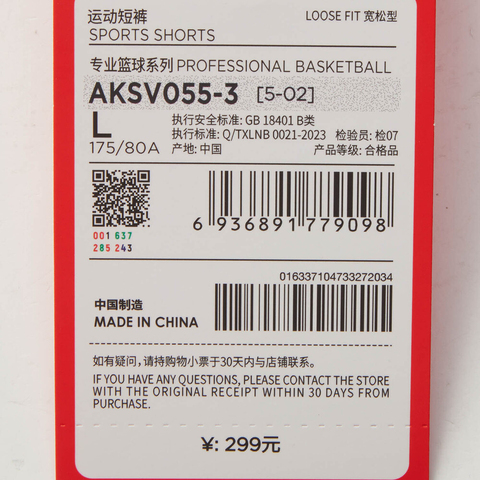 运动短裤 LOOSE FIT 宽松型
SPORTS SHORTS
专业篮球系列 PROFESSIONAL BASKETBALL
AKSV055-3 [5-02]
L 执行安全标准: GB 18401 B类
执行标准: Q/TXLNB 0021-2023 检验员: 检07
175/80A 产地: 中国 产品等级: 合格品
6 936891 779098
001 637
285 243
016337104733272034
中国制造
MADE IN CHINA
如有疑问，请持购物小票于30天内与店铺联系。
IF YOU HAVE ANY QUESTIONS, PLEASE CONTACT THE STORE
WITH THE ORIGINAL RECEIPT WITHIN 30 DAYS FROM
PURCHASE.
¥: 299元